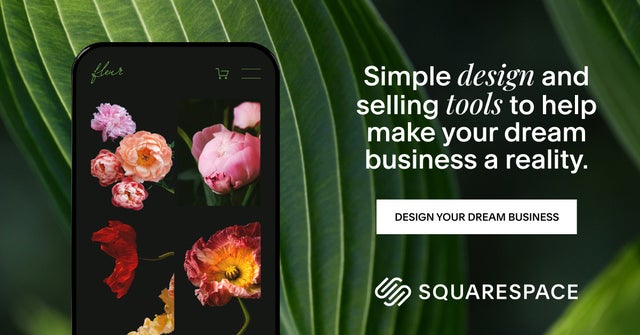 fleur
Simple design and
selling tools to help
make your dream
business a reality.
DESIGN YOUR DREAM BUSINESS
SQUARESPACE